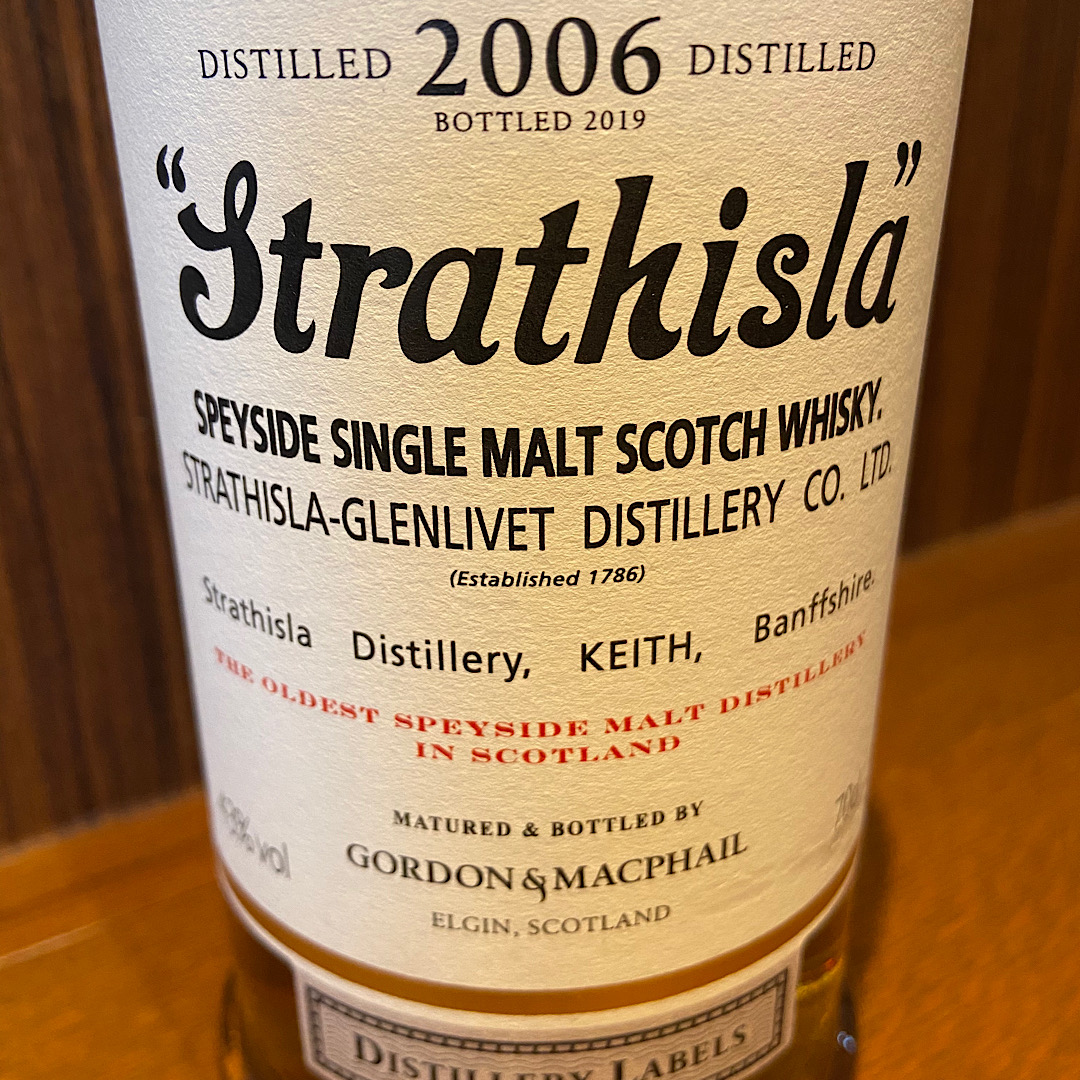 DISTILLED 2006 DISTILLED
BOTTLED 2019
“Strathisla”
SPEYSIDE SINGLE MALT SCOTCH WHISKY.
STRATHISLA-GLENLIVET DISTILLERY CO. LTD.
(Established 1786)
Strathisla Distillery, KEITH, Banffshire.
THE OLDEST SPEYSIDE MALT DISTILLERY
IN SCOTLAND
MATURED & BOTTLED BY
GORDON & MACPHAIL
ELGIN, SCOTLAND
DISTILLERY LABELS